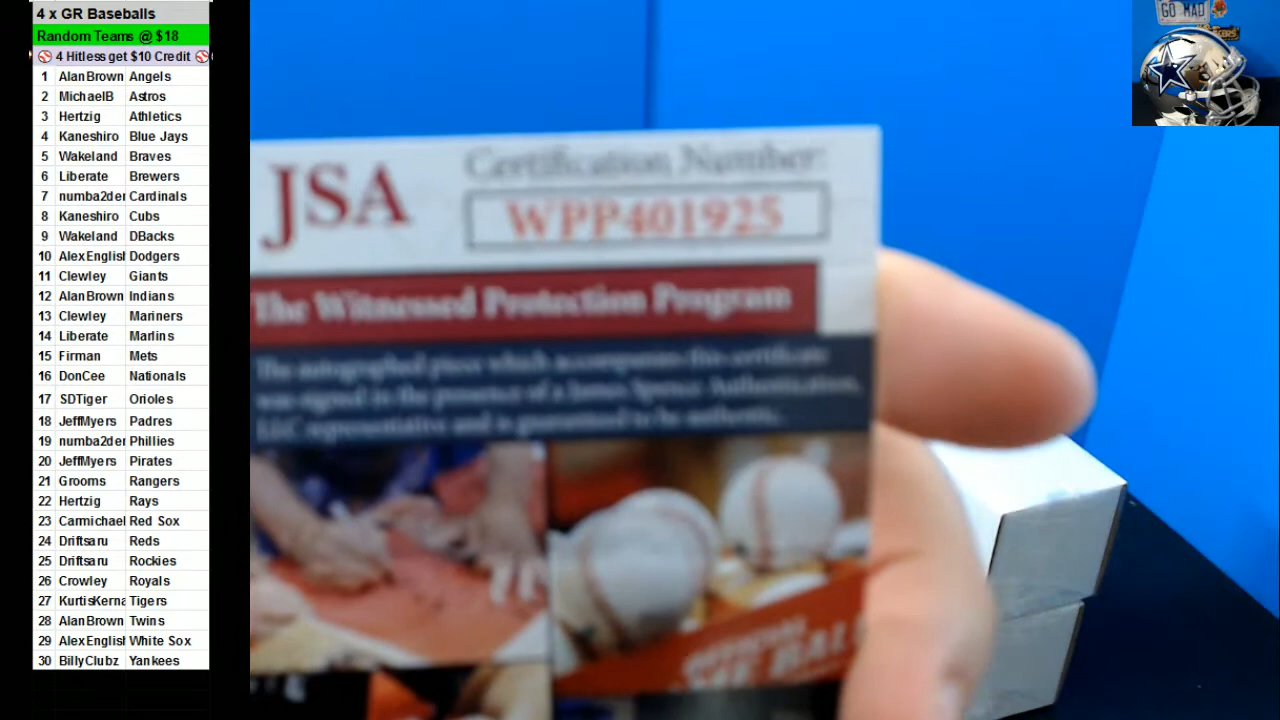 4 x GR Baseballs
Random Teams @ $18
4 Hitless get $10 Credit
1 AlanBrown Angels
2 MichaelB Astros
3 Hertzig Athletics
4 Kaneshiro Blue Jays
5 Wakeland Braves
6 Liberate Brewers
7 numba2der Cardinals
8 Kaneshiro Cubs
9 Wakeland DBacks
10 AlexEnglish Dodgers
11 Clewley Giants
12 AlanBrown Indians
13 Clewley Mariners
14 Liberate Marlins
15 Firman Mets
16 DonCee Nationals
17 SDTiger Orioles
18 JeffMyers Padres
19 numba2der Phillies
20 JeffMyers Pirates
21 Grooms Rangers
22 Hertzig Rays
23 Carmichael Red Sox
24 Driftsaru Reds
25 Driftsaru Rockies
26 Crowley Royals
27 KurtisKerna Tigers
28 AlanBrown Twins
29 AlexEnglish White Sox
30 BillyClubz Yankees
JSA
Certification Number:
WPP401925
The Witnessed Protection Program
The autographed piece which accompanies this certificate
was signed in the presence of a James Spence Authentication,
LLC representative and is guaranteed to be authentic.
GO MAD